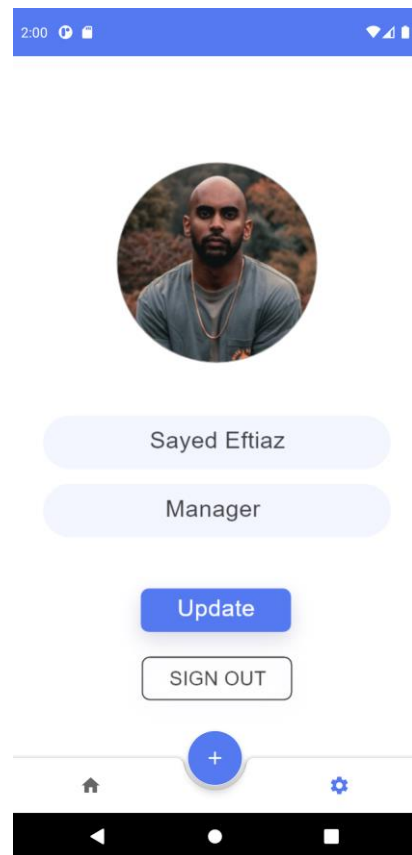 2:00
Sayed Eftiaz
Manager
Update
SIGN OUT
+